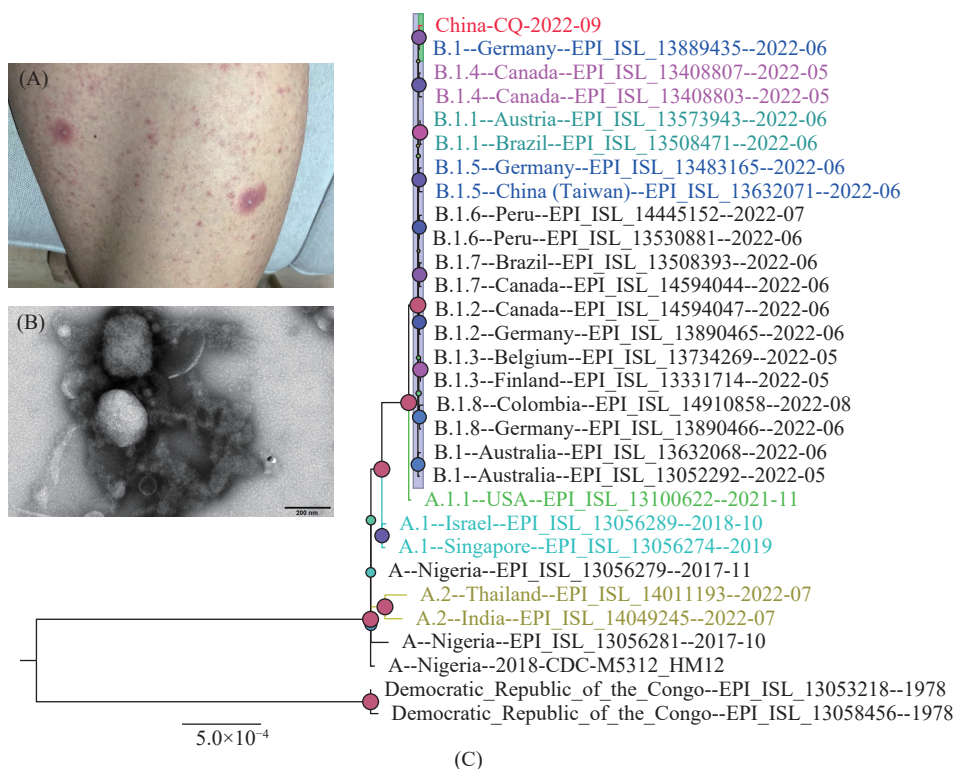 (A)
(B)
200 nm
China-CQ-2022-09
B.1--Germany--EPI_ISL_13889435--2022-06
B.1.4--Canada--EPI_ISL_13408807--2022-05
B.1.4--Canada--EPI_ISL_13408803--2022-05
B.1.1--Austria--EPI_ISL_13573943--2022-06
B.1.1--Brazil--EPI_ISL_13508471--2022-06
B.1.5--Germany--EPI_ISL_13483165--2022-06
B.1.5--China (Taiwan)--EPI_ISL_13632071--2022-06
B.1.6--Peru--EPI_ISL_14445152--2022-07
B.1.6--Peru--EPI_ISL_13530881--2022-06
B.1.7--Brazil--EPI_ISL_13508393--2022-06
B.1.7--Canada--EPI_ISL_14594044--2022-06
B.1.2--Canada--EPI_ISL_14594047--2022-06
B.1.2--Germany--EPI_ISL_13890465--2022-06
B.1.3--Belgium--EPI_ISL_13734269--2022-05
B.1.3--Finland--EPI_ISL_13331714--2022-05
B.1.8--Colombia--EPI_ISL_14910858--2022-08
B.1.8--Germany--EPI_ISL_13890466--2022-06
B.1--Australia--EPI_ISL_13632068--2022-06
B.1--Australia--EPI_ISL_13052292--2022-05
A.1.1--USA--EPI_ISL_13100622--2021-11
A.1--Israel--EPI_ISL_13056289--2018-10
A.1--Singapore--EPI_ISL_13056274--2019
A--Nigeria--EPI_ISL_13056279--2017-11
A.2--Thailand--EPI_ISL_14011193--2022-07
A.2--India--EPI_ISL_14049245--2022-07
A--Nigeria--EPI_ISL_13056281--2017-10
A--Nigeria--2018-CDC-M5312_HM12
Democratic_Republic_of_the_Congo--EPI_ISL_13053218--1978
Democratic_Republic_of_the_Congo--EPI_ISL_13058456--1978
5.0×10⁻⁴
(C)